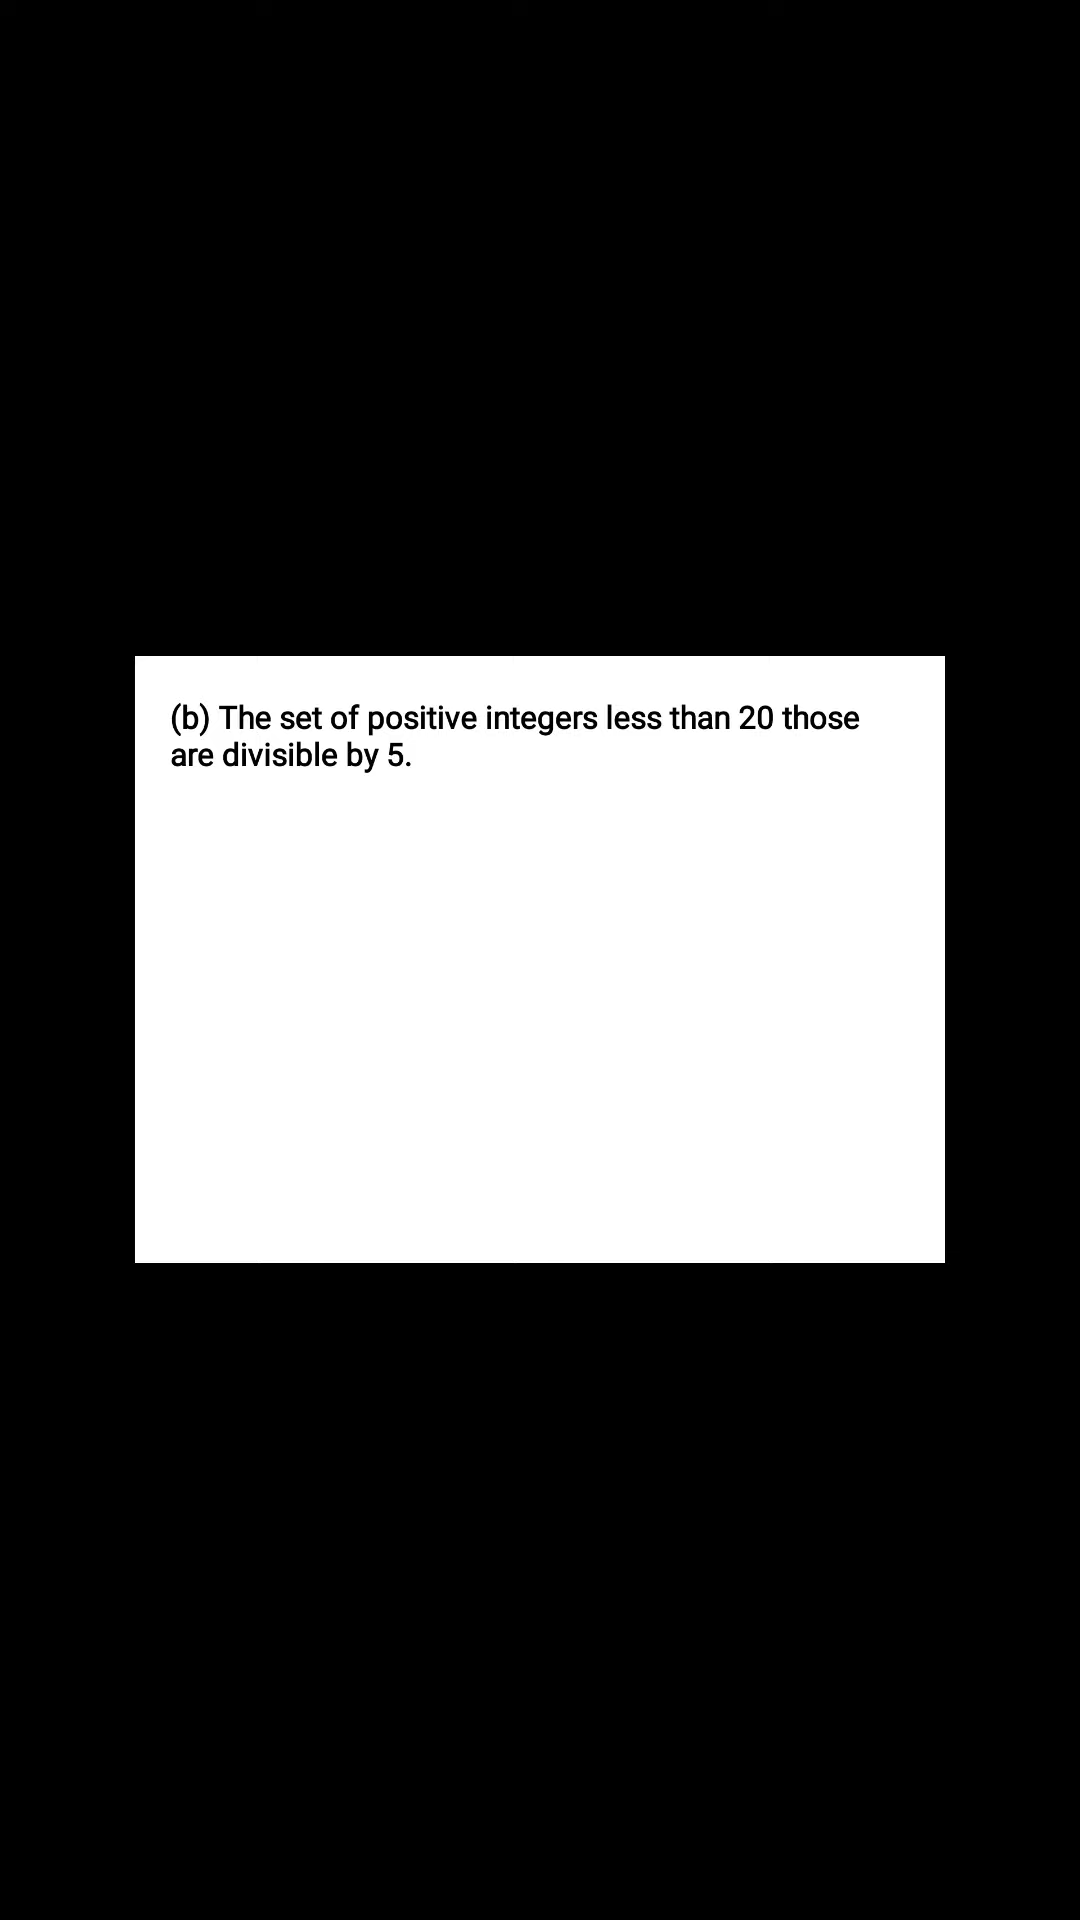 (b) The set of positive integers less than 20 those
are divisible by 5.